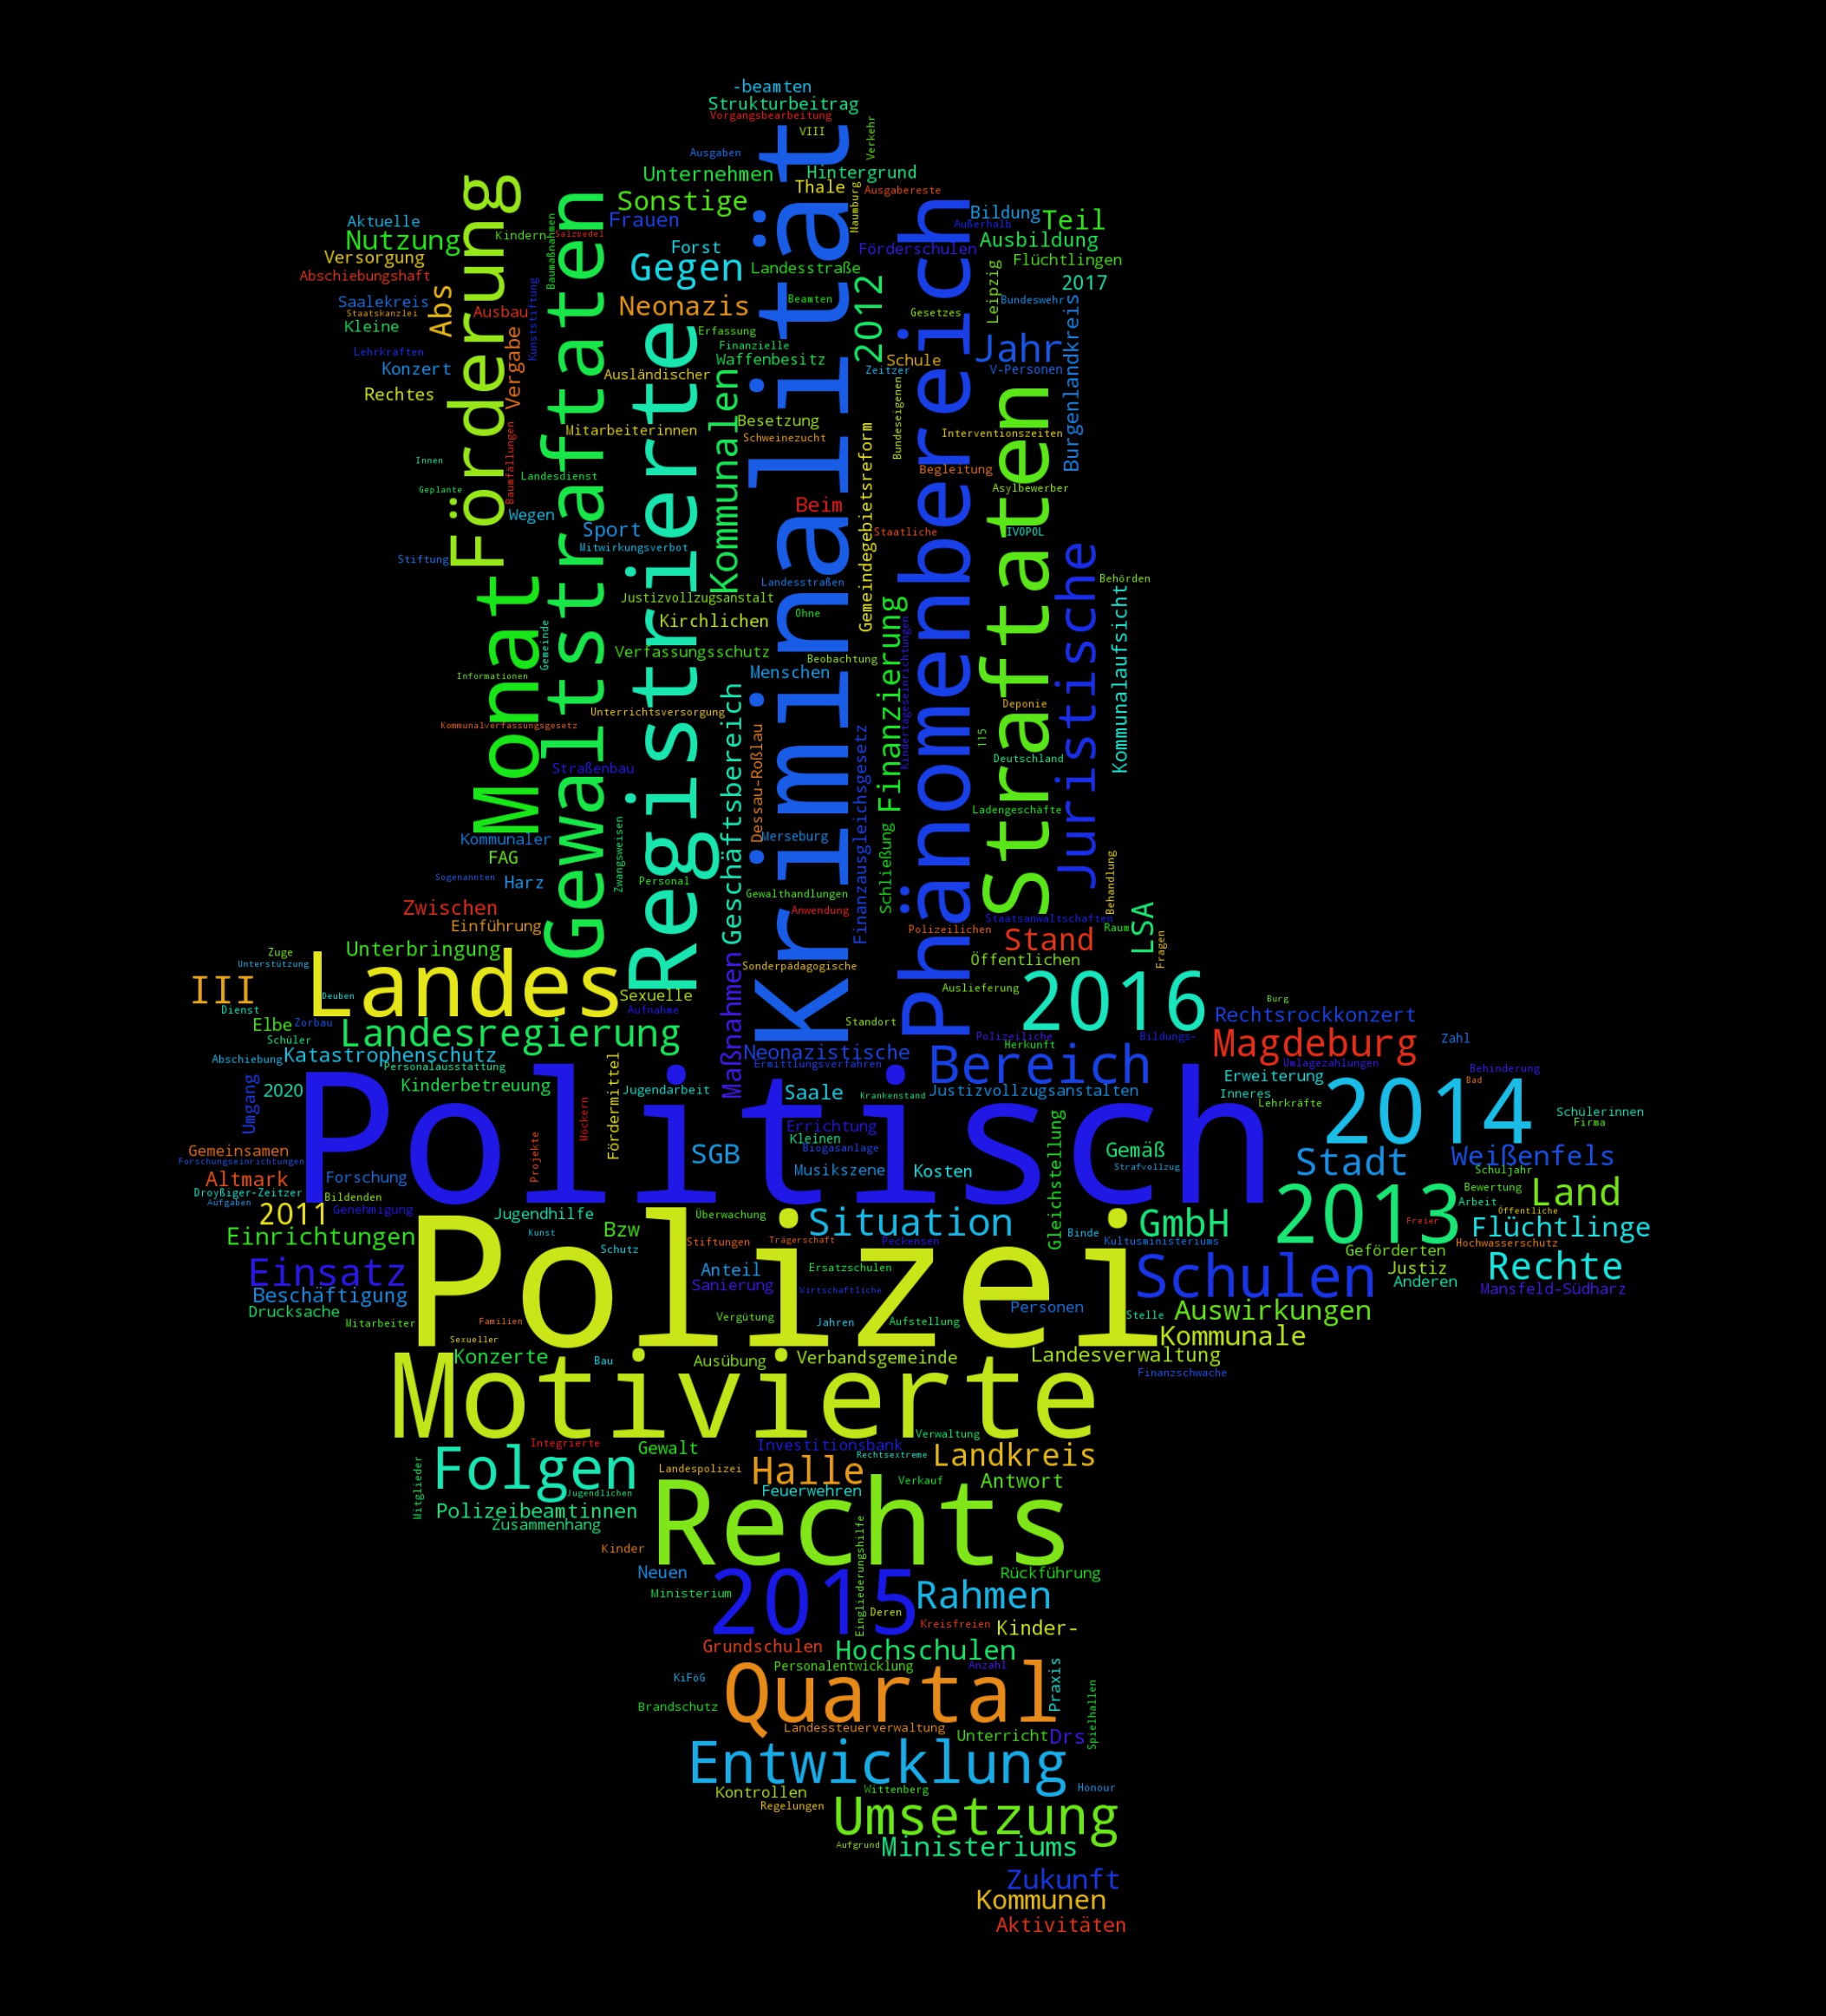 -beamten
Strukturbeitrag
Vorgangsbearbeitung
VIII
Verkehr
Ausgaben
Unternehmen
Hintergrund
Thale
Ausgabereste
Naumburg
Sonstige
Frauen
Bildung
Teil
Außerhalb
Aktuelle
Nutzung
Kindern
Salzwedel
Baumaßnahmen
Versorgung
Abschiebungshaft
Forst
Gegen
Landesstraße
Förderschulen
Ausbildung
Flüchtlingen
2017
Leipzig
Bundeswehr
Saalekreis
Staatskanzlei
Kleine
Abs
Ausbau
Kunststiftung
Neonazis
Beamten
2012
Gesetzes
Erfassung
Finanzielle
Waffenbesitz
Lehrkräften
Konzert
Rechtes
Vergabe
Ausländischer
Schule
Zeitzer
Jahr
V-Personen
Burgenlandkreis
Förderung
Gewaltstraftaten
Registrierte
Kriminalität
Phänomenbereich
Straftaten
Kommunalen
Besetzung
Schweinezucht
Mitarbeiterinnen
Bundeseigenen
Interventionszeiten
Gemeindegebietsreform
Baumfällungen
Innen
Geplante
Landesdienst
Begleitung
Asylbewerber
Wegen
Sport
Mitwirkungsverbot
Beim
Staatliche
IVOPOL
Stiftung
Landesstraßen
Behörden
Juristische
Kommunalaufsicht
Monat
Gemeinde
Justizvollzugsanstalt
Kirchlichen
Ohne
Verfassungsschutz
Beobachtung
Menschen
Finanzierung
Kindertageseinrichtungen
Informationen
Unterrichtsversorgung
Kommunalverfassungsgesetz
Geschäftsbereich
Dessau-Roßlau
Finanzausgleichsgesetz
Deponie
115
Deutschland
Straßenbau
Ladengeschäfte
Kommunaler
FAG
Zwangsweisen
Merseburg
Schließung
Sogenannten
Harz
Personal
Gewalthandlungen
Behandlung
Zwischen
Anwendung
Staatsanwaltschaften
Einführung
Polizeilichen
Stand
Raum
LSA
Fragen
Unterbringung
Öffentlichen
Zuge
Unterstützung
Landes
Sonderpädagogische
III
Deuben
Sexuelle
Auslieferung
2016
Burg
Dienst
Aufnahme
Maßnahmen
Elbe
Zorbau
Standort
Rechtsrockkonzert
Schüler
Landesregierung
Polizeiliche
Bildungs-
Herkunft
Magdeburg
Zahl
Abschiebung
Katastrophenschutz
Neonazistische
Bereich
Umlagezahlungen
Personalausstattung
Ermittlungsverfahren
Erweiterung
Behinderung
Bad
2020
Umgang
Kinderbetreuung
Fördermittel
Jugendarbeit
Saale
Krankenstand
Justizvollzugsanstalten
Inneres
Lehrkräfte
2014
Schülerinnen
Firma
Politisch
Projekte
Errichtung
Kleinen
Biogasanlage
Gleichstellung
Gemeinsamen
Forschungseinrichtungen
SGB
Gemäß
Stadt
Weißenfels
Altmark
Forschung
Musikszene
Kosten
Strafvollzug
Schuljahr
Droyßiger-Zeitzer
Bildenden
Aufgaben
Bewertung
Arbeit
Land
2011
Genehmigung
Jugendhilfe
Überwachung
Öffentliche
2013
Freier
Einrichtungen
Kunst
Bzw
Situation
Binde
GmbH
Flüchtlinge
Schutz
Stiftungen
Trägerschaft
Peckensen
Kultusministeriums
Geförderten
Hochwasserschutz
Einsatz
Polizei
Anteil
Ersatzschulen
Schulen
Justiz
Anderen
Rechte
Beschäftigung
Sanierung
Wirtschaftliche
Mansfeld-Südharz
Drucksache
Personen
Stelle
Auswirkungen
Mitarbeiter
Familien
Vergütung
Jahren
Aufstellung
Sexueller
Kommunale
Konzerte
Bau
Ausübung
Verbandsgemeinde
Landesverwaltung
Finanzschwache
Motivierte
Integrierte
Gewalt
Investitionsbank
Verwaltung
Rechtsextreme
Landkreis
Folgen
Landespolizei
Halle
Verkauf
Antwort
Mitglieder
Jugendlichen
Feuerwehren
Polizeibeamtinnen
Zusammenhang
Rechts
Kinder
Eingliederungshilfe
Neuen
Rückführung
Ministerium
2015
Deren
Rahmen
Kreisfreien
Kinder-
Grundschulen
Hochschulen
Personalentwicklung
Anzahl
KiFöG
Quartal
Praxis
Brandschutz
Spielhallen
Landessteuerverwaltung
Unterricht
Drs
Entwicklung
Kontrollen
Wittenberg
Honour
Regelungen
Umsetzung
Aufgrund
Ministeriums
Zukunft
Kommunen
Aktivitäten